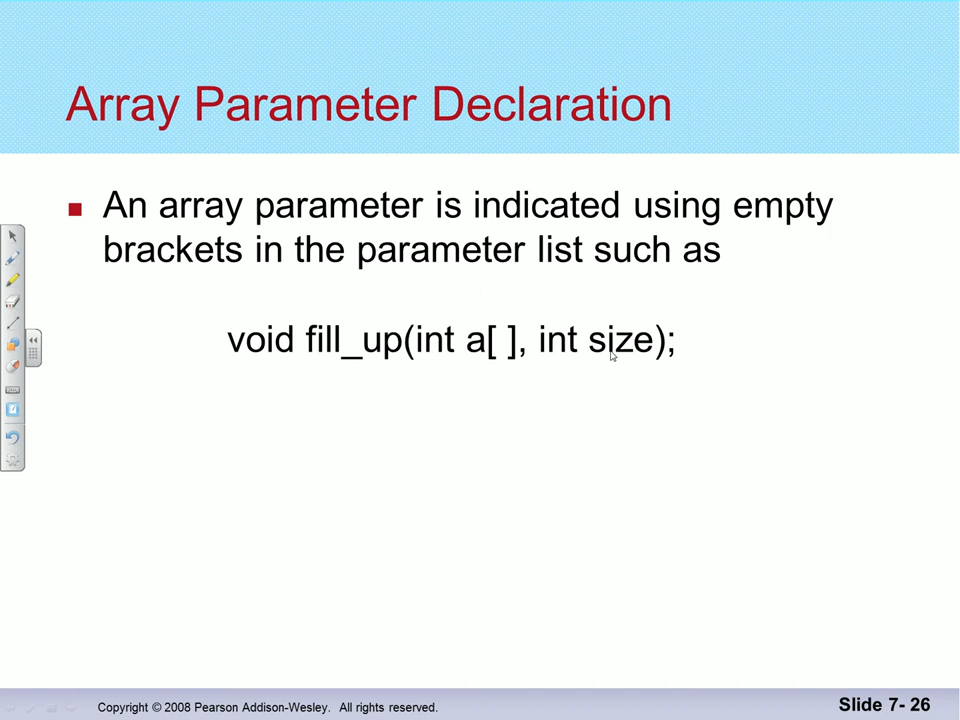 Array Parameter Declaration
An array parameter is indicated using empty
brackets in the parameter list such as
void fill_up(int a[ ], int size);
Copyright © 2008 Pearson Addison-Wesley. All rights reserved.
Slide 7- 26